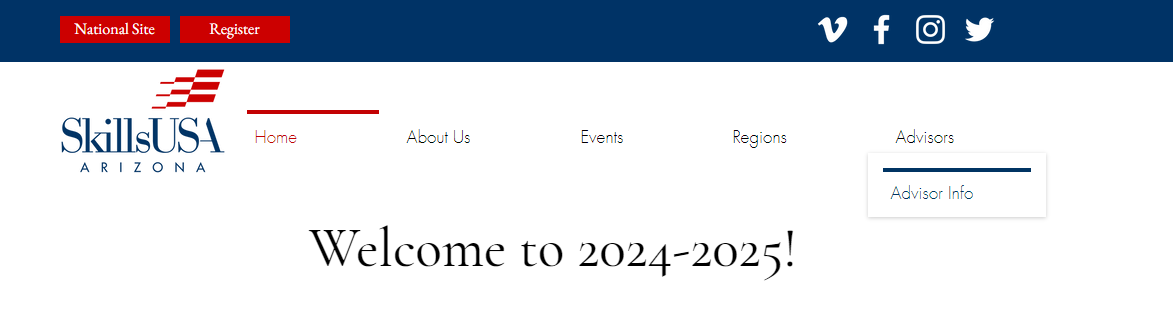 National Site
Register
SkillsUSA
ARIZONA
Home
About Us
Events
Regions
Advisors
Advisor Info
Welcome to 2024-2025!